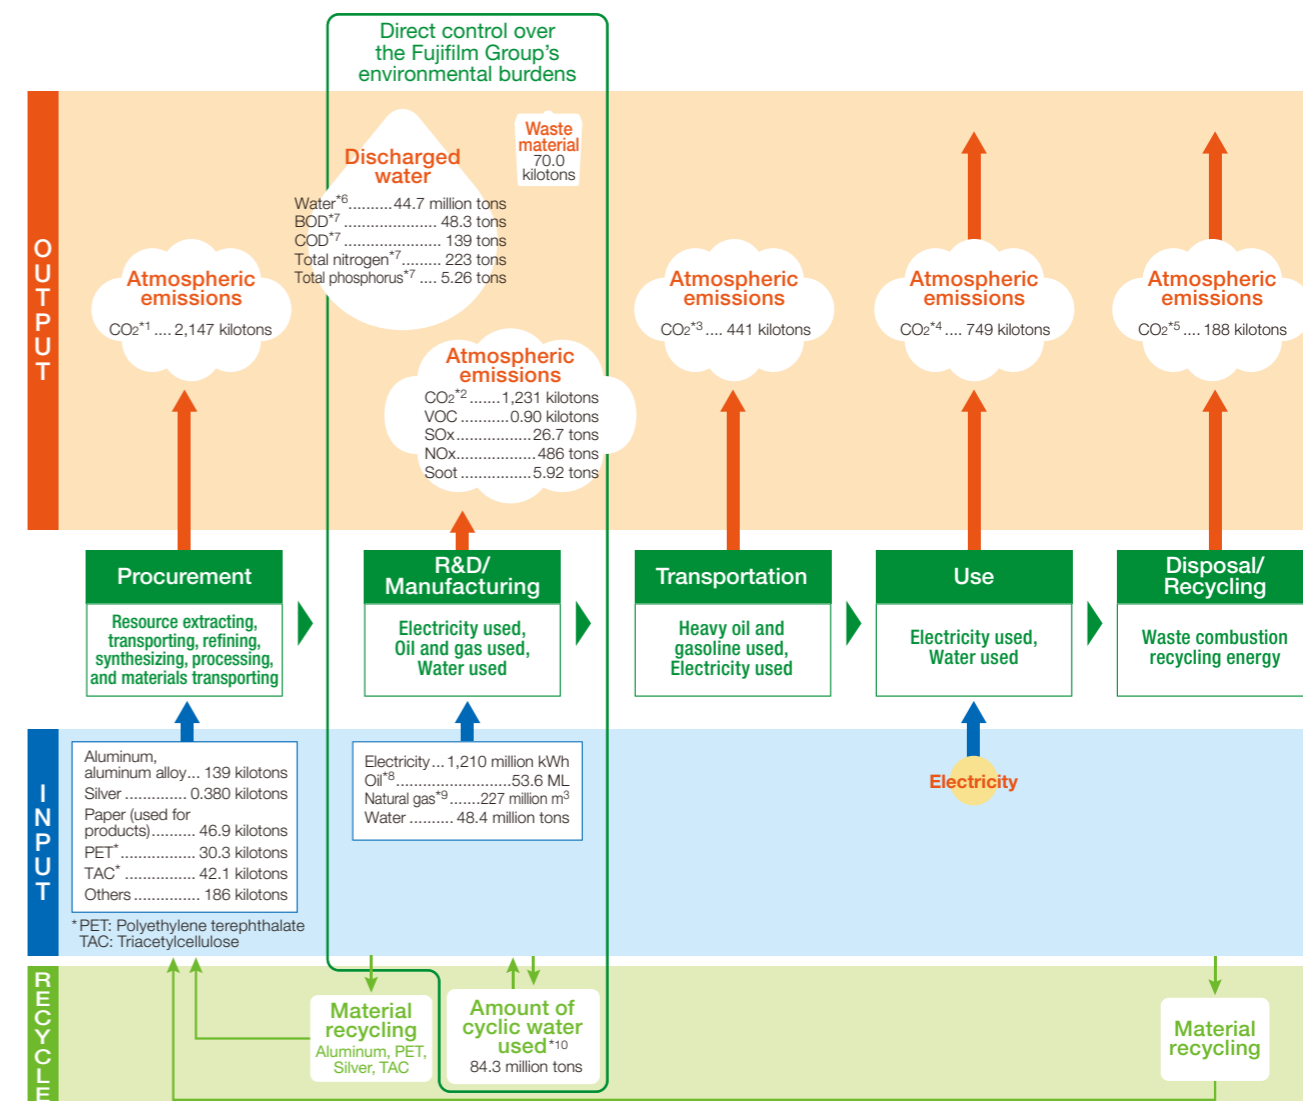 Direct control over
the Fujifilm Group’s
environmental burdens
OUTPUT
Atmospheric
emissions
CO2*1 .... 2,147 kilotons
Discharged
water
Water*6..........44.7 million tons
BOD*7 ..................... 48.3 tons
COD*7 ...................... 139 tons
Total nitrogen*7......... 223 tons
Total phosphorus*7 .... 5.26 tons
Waste
material
70.0
kilotons
Atmospheric
emissions
CO2*2 .......1,231 kilotons
VOC ...........0.90 kilotons
SOx.................26.7 tons
NOx..................486 tons
Soot ................5.92 tons
Atmospheric
emissions
CO2*3 .... 441 kilotons
Atmospheric
emissions
CO2*4 .... 749 kilotons
Atmospheric
emissions
CO2*5 .... 188 kilotons
Procurement
Resource extracting,
transporting, refining,
synthesizing, processing,
and materials transporting
R&D/
Manufacturing
Electricity used,
Oil and gas used,
Water used
Transportation
Heavy oil and
gasoline used,
Electricity used
Use
Electricity used,
Water used
Disposal/
Recycling
Waste combustion
recycling energy
INPUT
Aluminum,
aluminum alloy... 139 kilotons
Silver .............. 0.380 kilotons
Paper (used for
products).......... 46.9 kilotons
PET* ................. 30.3 kilotons
TAC* ................. 42.1 kilotons
Others ............... 186 kilotons
* PET: Polyethylene terephthalate
TAC: Triacetylcellulose
Electricity... 1,210 million kWh
Oil*8..........................53.6 ML
Natural gas*9.......227 million m3
Water .......... 48.4 million tons
Electricity
RECYCLE
Material
recycling
Aluminum, PET,
Silver, TAC
Amount of
cyclic water
used*10
84.3 million tons
Material
recycling